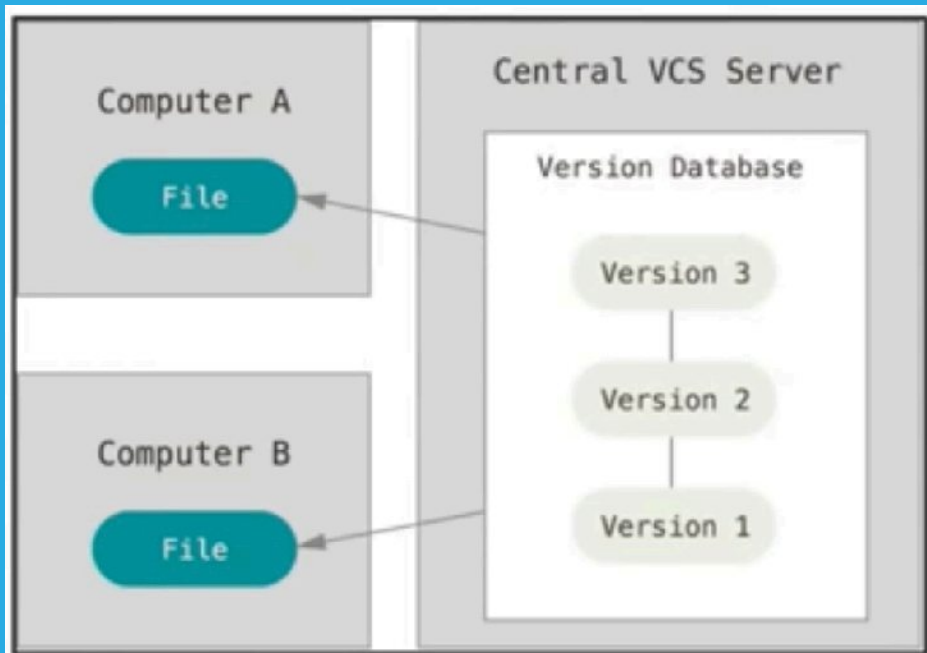 Computer A
File
Computer B
File
Central VCS Server
Version Database
Version 3
Version 2
Version 1